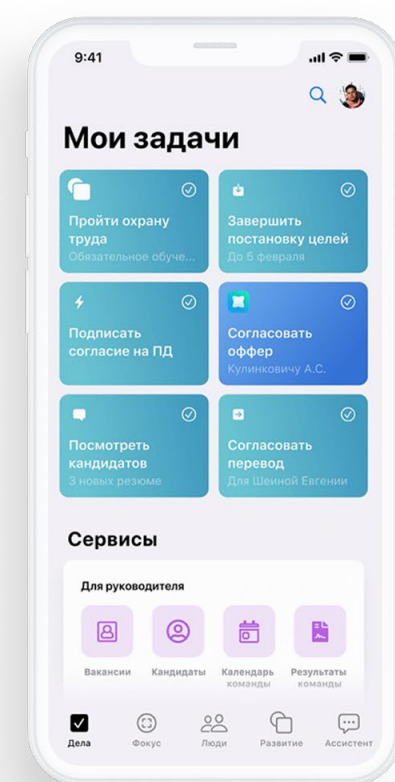 9:41
Мои задачи
Пройти охрану
труда
Обязательное обуче...
Завершить
постановку целей
До 5 февраля
Подписать
согласие на ПД
Согласовать
оффер
Кулинковичу А.С.
Посмотреть
кандидатов
3 новых резюме
Согласовать
перевод
Для Шеиной Евгении
Сервисы
Для руководителя
Вакансии
Кандидаты
Календарь
команды
Результаты
команды
Дела
Фокус
Люди
Развитие
Ассистент